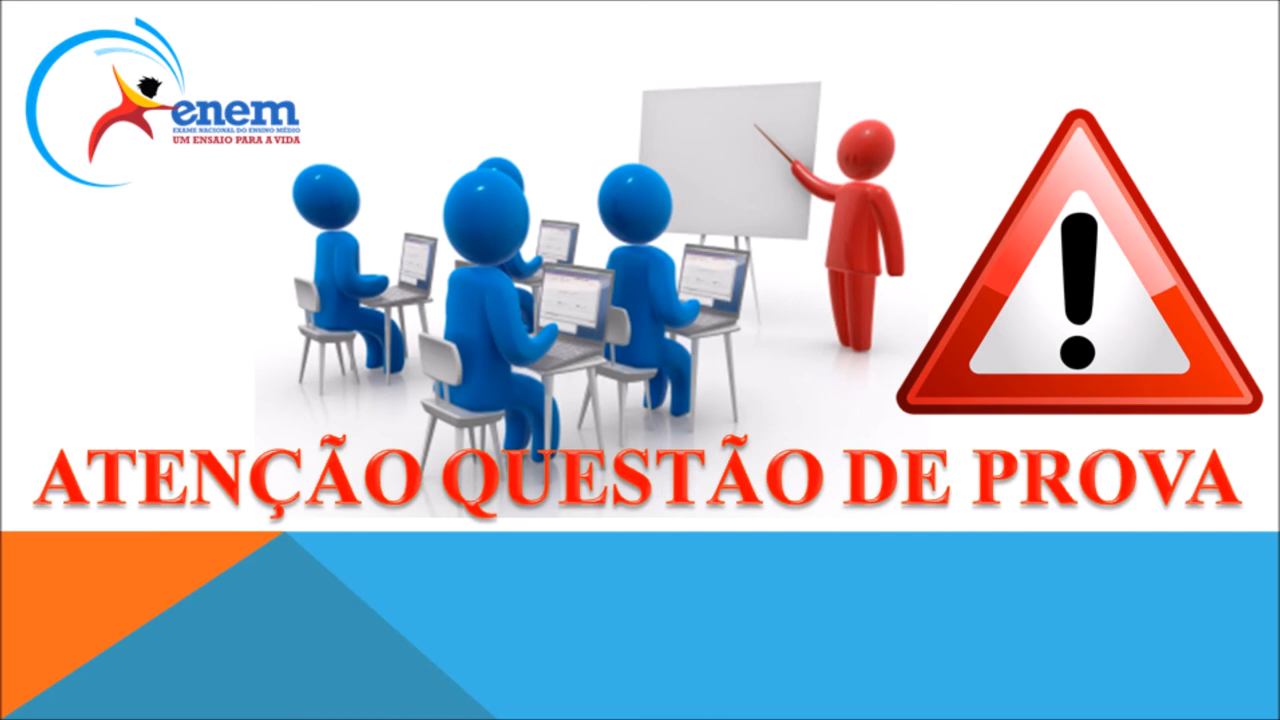 enem
EXAME NACIONAL DO ENSINO MÉDIO
UM ENSAIO PARA A VIDA
ATENÇÃO QUESTÃO DE PROVA